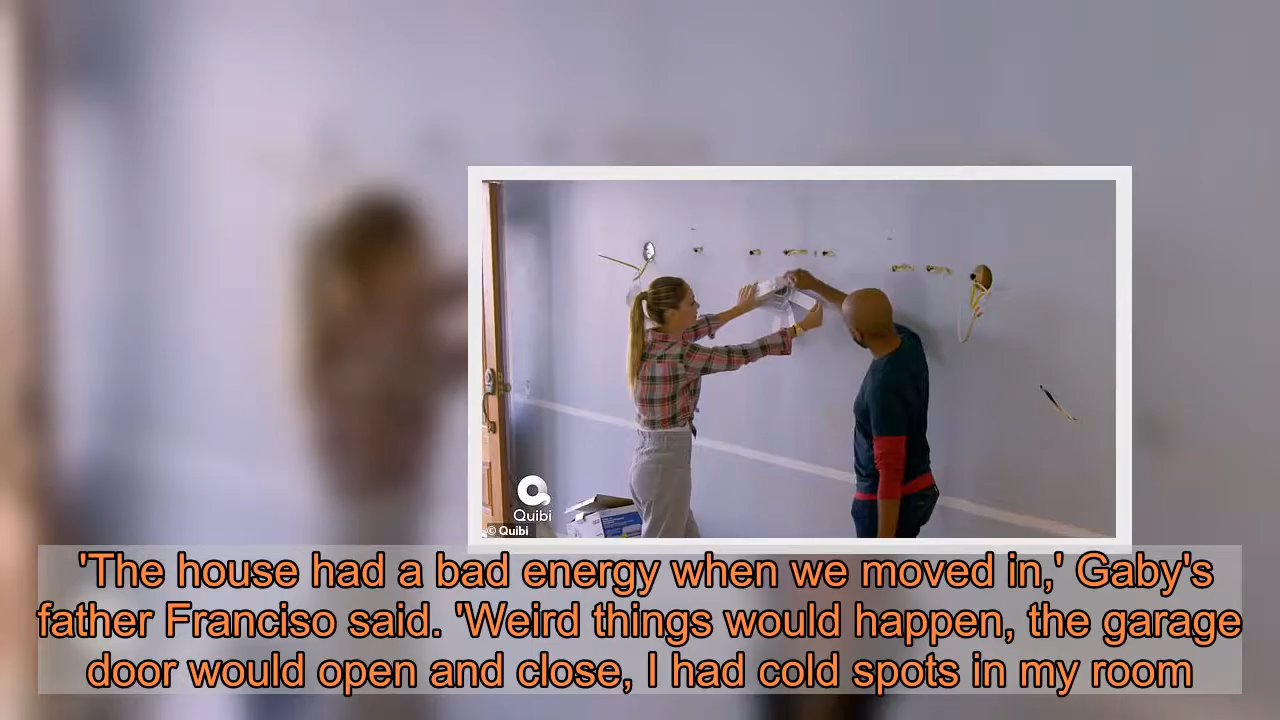 Quibi
© Quibi
'The house had a bad energy when we moved in,' Gaby's
father Franciso said. 'Weird things would happen, the garage
door would open and close, I had cold spots in my room